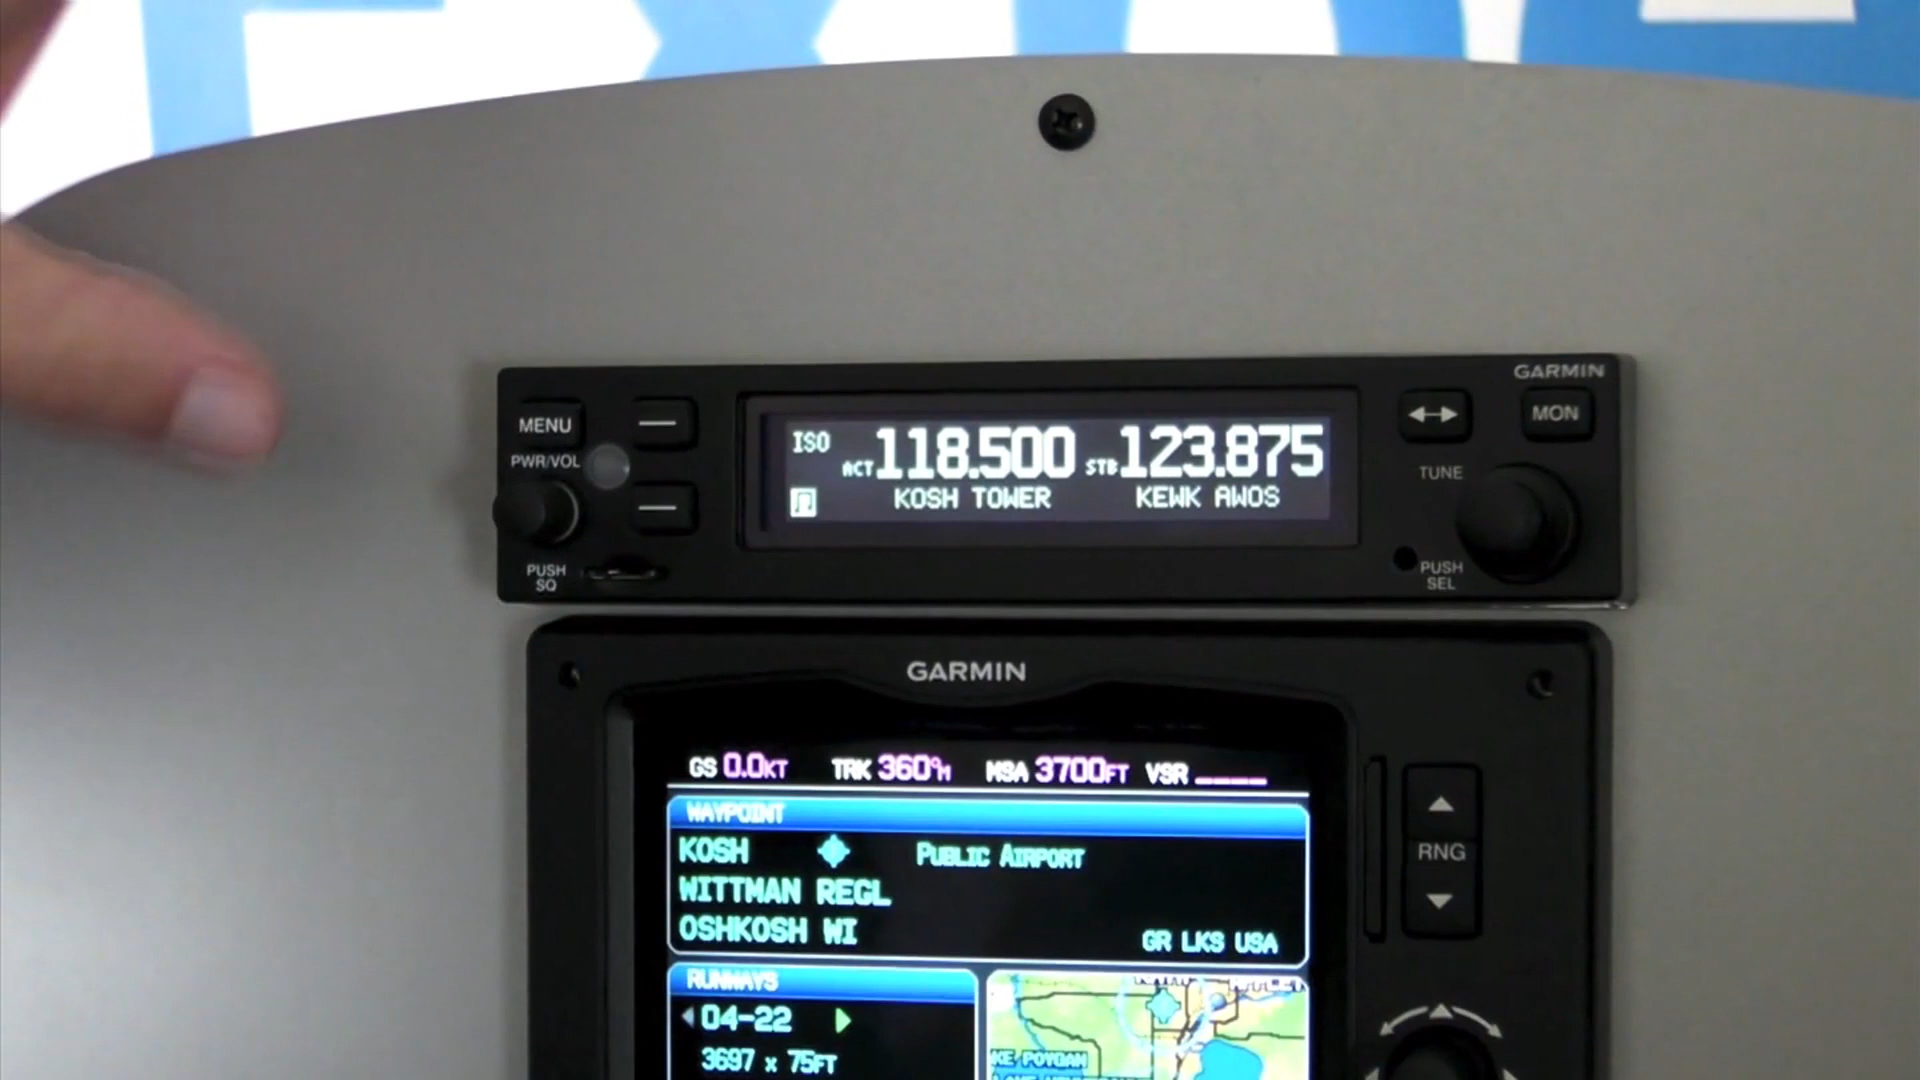 GARMIN
MENU
MON
PWR/VOL
ISO
ACT 118.500 STB 123.875
KOSH TOWER KEWK AWOS
TUNE
PUSH
SQ
PUSH
SEL
GARMIN
GS 0.0KT TRK 360°M MSA 3700FT VSR ____
WAYPOINT
KOSH PUBLIC AIRPORT
WITTMAN REGL
OSHKOSH WI
GR LKS USA
RNG
RUNWAYS
04-22
3697 x 75FT
KE POYGAN